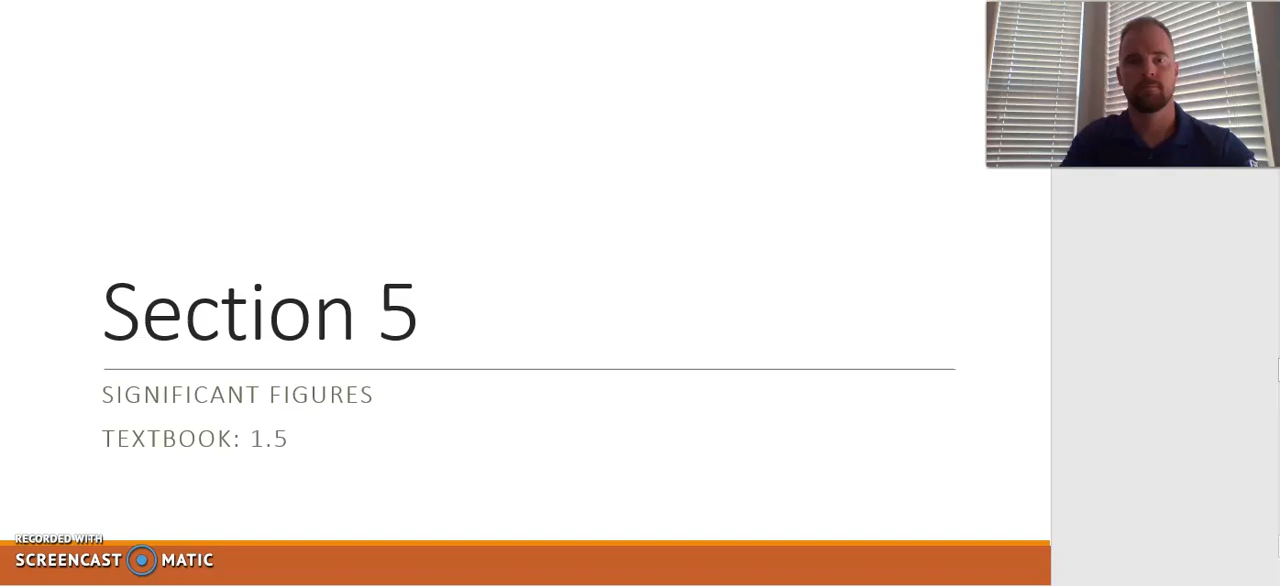 Section 5
SIGNIFICANT FIGURES
TEXTBOOK: 1.5
RECORDED WITH
SCREENCAST MATIC